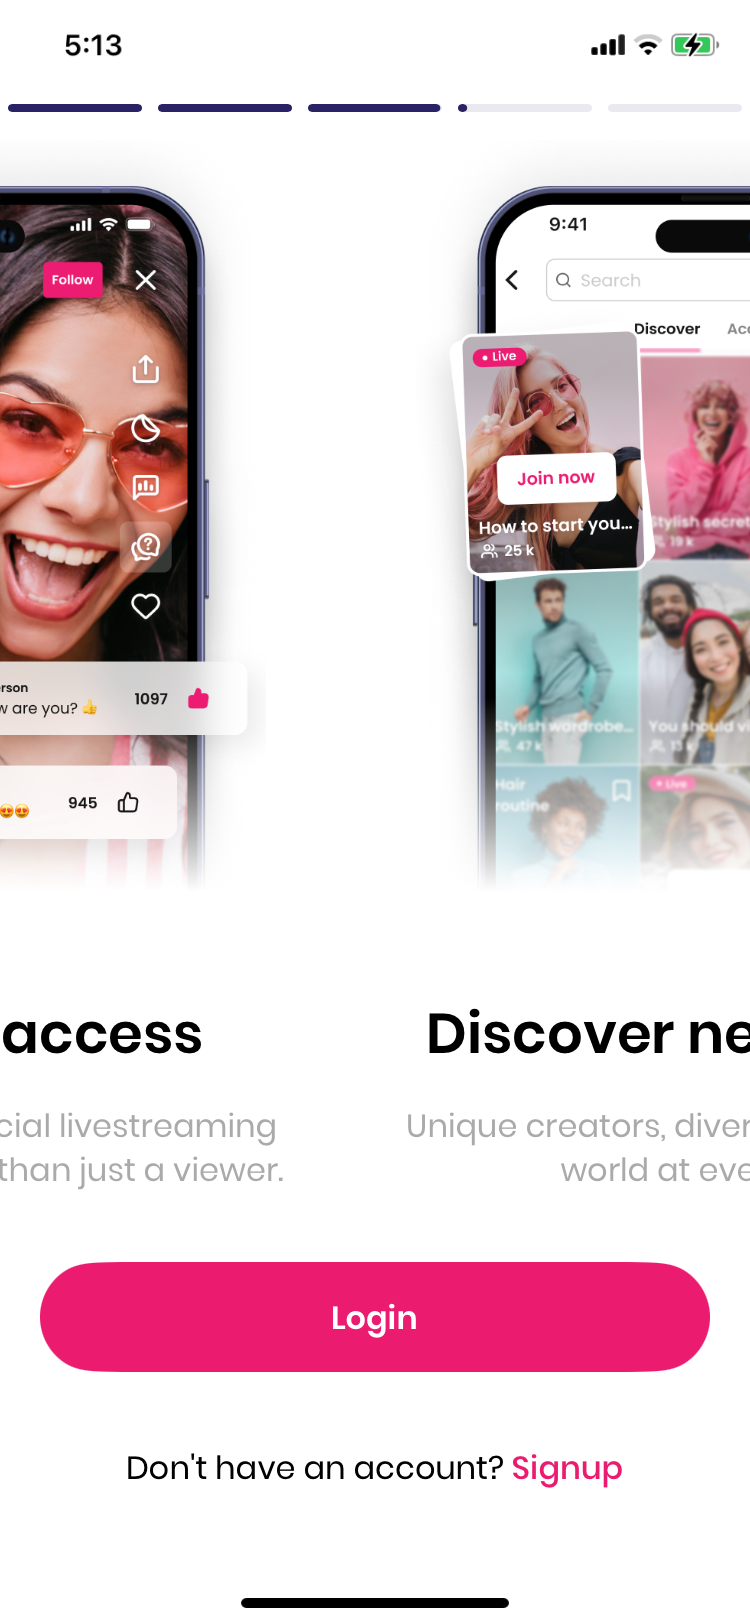 5:13
9:41
Follow
Search
Discover
Acc
Live
Join now
How to start you...
25 k
Stylish secret
19 k
erson
w are you? 👍
1097
945
😍😍
Stylish wardrobe...
47 k
You should vi
13 k
Hair
routine
Live
access
cial livestreaming
than just a viewer.
Discover ne
Unique creators, diver
world at eve
Login
Don't have an account? Signup